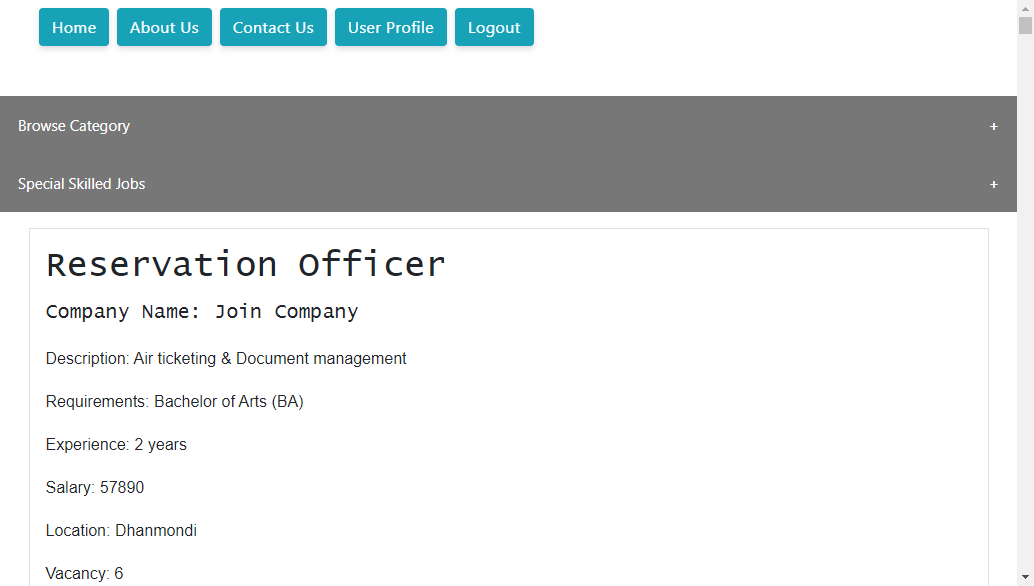 Home About Us Contact Us User Profile Logout
Browse Category +
Special Skilled Jobs +
Reservation Officer
Company Name: Join Company
Description: Air ticketing & Document management
Requirements: Bachelor of Arts (BA)
Experience: 2 years
Salary: 57890
Location: Dhanmondi
Vacancy: 6